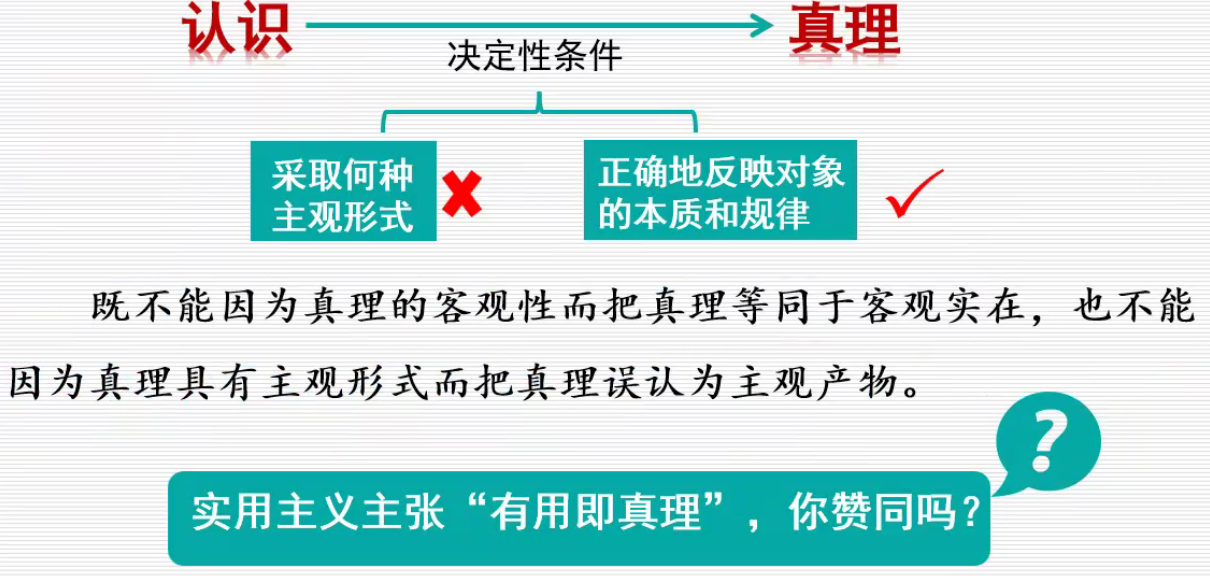 认识
真理
决定性条件
采取何种
主观形式
正确地反映对象
的本质和规律
既不能因为真理的客观性而把真理等同于客观实在，也不能
因为真理具有主观形式而把真理误认为主观产物。
?
实用主义主张“有用即真理”，你赞同吗?